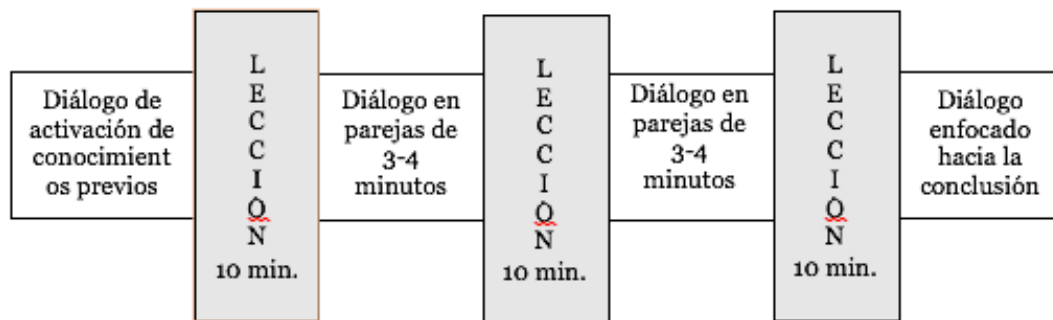 Diálogo de
activación de
conocimient
os previos
L
E
C
C
I
Ó
N
10 min.
Diálogo en
parejas de
3-4
minutos
L
E
C
C
I
Ó
N
10 min.
Diálogo en
parejas de
3-4
minutos
L
E
C
C
I
Ó
N
10 min.
Diálogo
enfocado
hacia la
conclusión